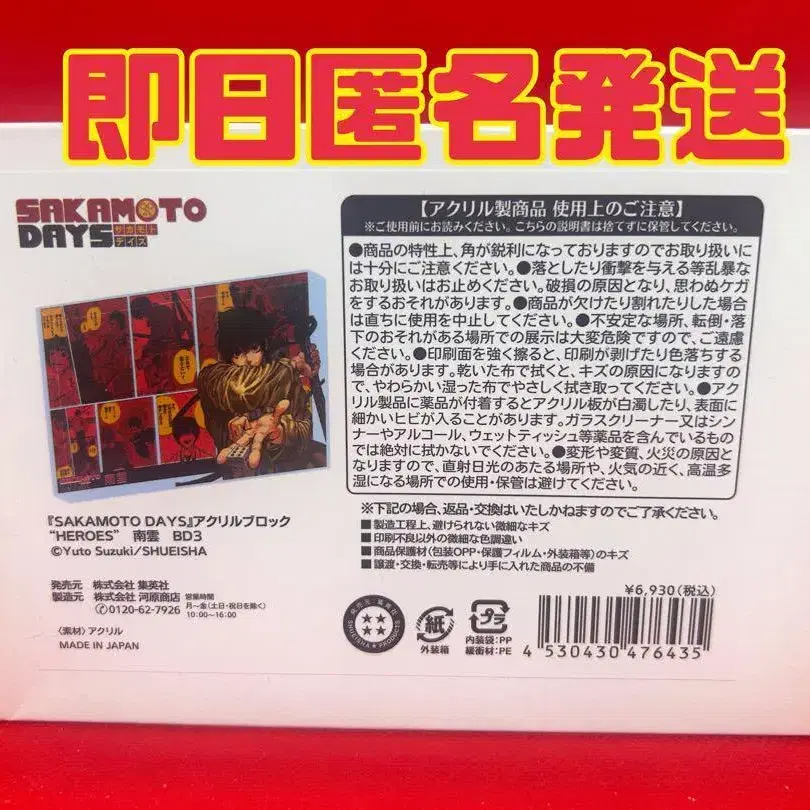 即日匿名発送
SAKAMOTO
DAYS サカモト
デイズ
【アクリル製商品 使用上のご注意】
※ご使用前にお読みください。こちらの説明書は捨てずに保管してください。
●商品の特性上、角が鋭利になっておりますのでお取り扱いに
は十分にご注意ください。●落としたり衝撃を与える等乱暴な
お取り扱いはお止めください。破損の原因となり、思わぬケガ
をするおそれがあります。●商品が欠けたり割れたりした場合
は直ちに使用を中止してください。●不安定な場所、転倒・落
下のおそれがある場所での展示は大変危険ですので、ご遠慮
ください。●印刷面を強く擦ると、印刷が剥げたり色落ちする
場合があります。乾いた布で拭くと、キズの原因になりますの
で、やわらかい湿った布でやさしく拭き取ってください。●アク
リル製品に薬品が付着するとアクリル板が白濁したり、表面に
細かいヒビが入ることがあります。ガラスクリーナー又はシン
ナーやアルコール、ウェットティッシュ等薬品を含んでいるもの
では絶対に拭かないでください。●変形や変質、火災の原因と
なりますので、直射日光のあたる場所や、火気の近く、高温多
湿になる場所での使用・保管は避けてください。
※下記の場合、返品・交換はいたしかねますのでご了承ください。
■製造工程上、避けられない微細なキズ
■印刷不良以外の微細な色調違い
■商品保護材(包装OPP・保護フィルム・外装箱等)のキズ
■譲渡・交換・転売等により手に入れた商品の不備
『SAKAMOTO DAYS』アクリルブロック
“HEROES” 南雲 BD3
©Yuto Suzuki/SHUEISHA
発売元 株式会社 集英社
製造元 株式会社 河原商店
0120-62-7926
営業時間
月〜金(土日・祝日を除く)
10:00〜16:00
〈素材〉アクリル
MADE IN JAPAN
発売元・集英社
SHUEISHA PRODUCTS
紙
外装箱
プラ
内装袋:PP
緩衝材:PE
¥6,930(税込)
4 530430 476435